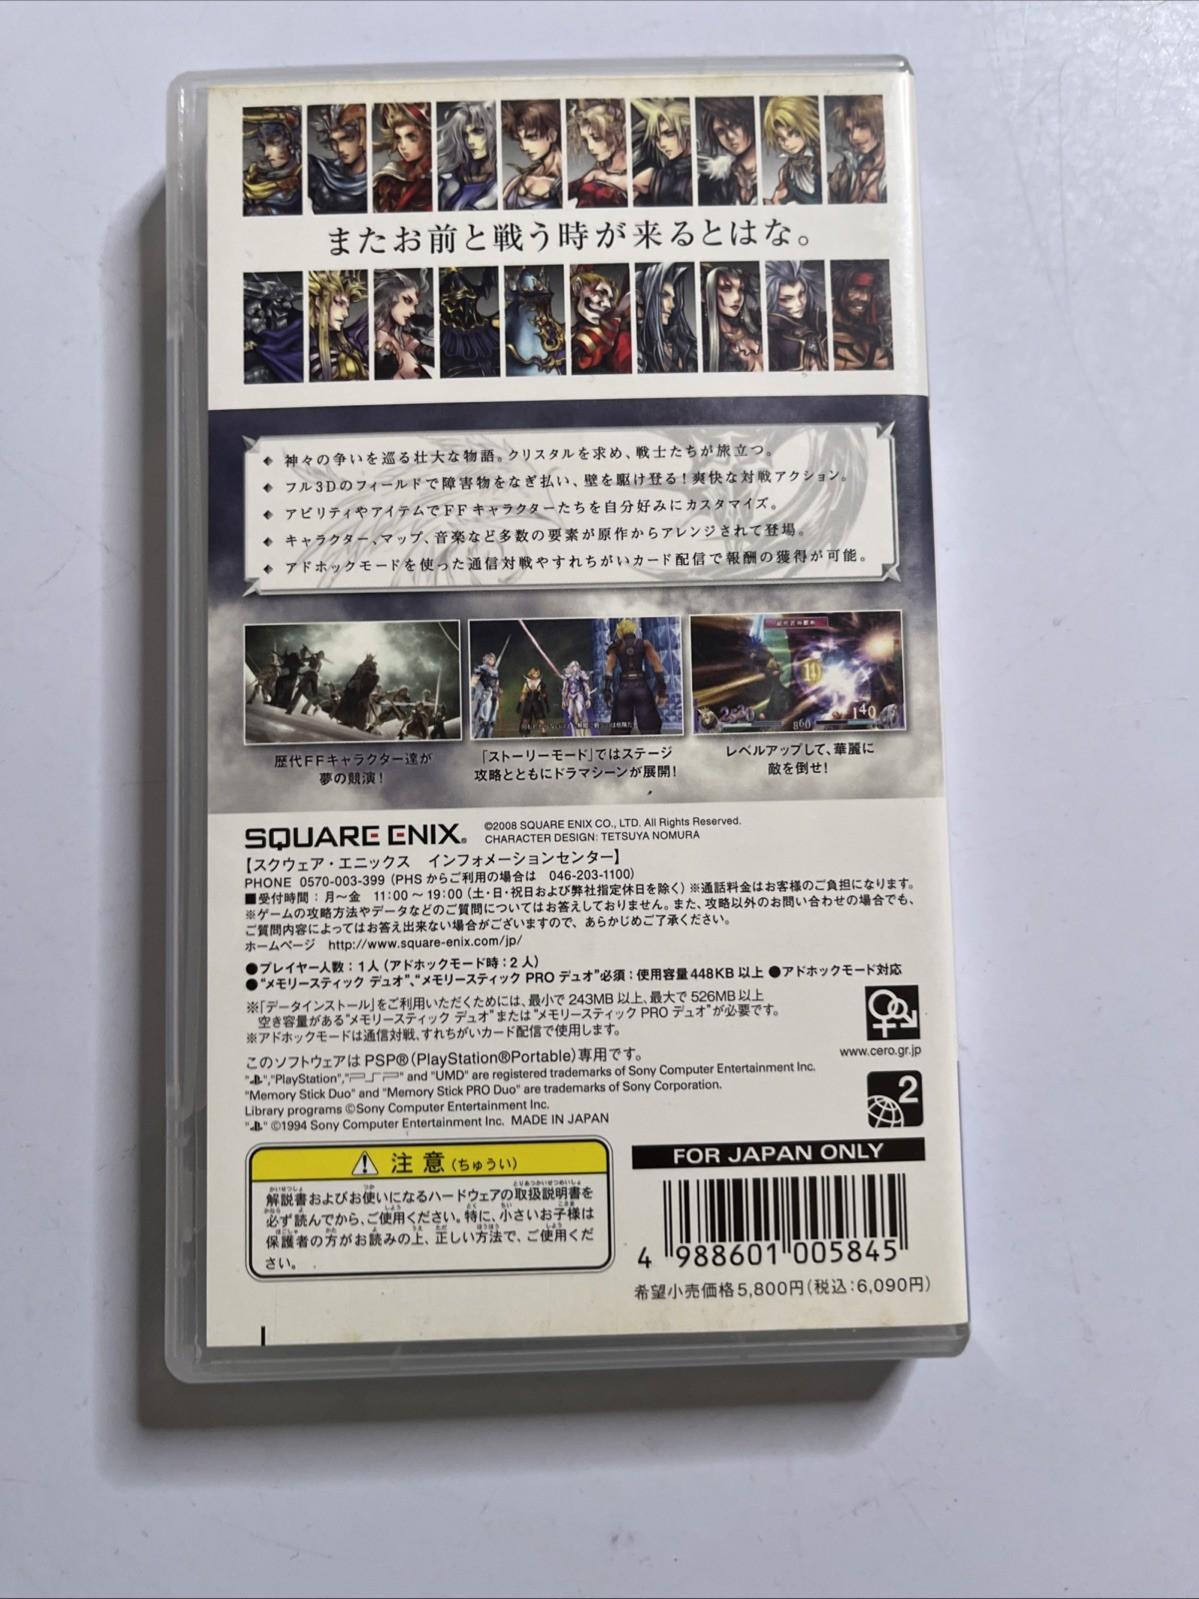 またお前と戦う時が来るとはな。
◆ 神々の争いを巡る壮大な物語。クリスタルを求め、戦士たちが旅立つ。
◆ フル3Dのフィールドで障害物をなぎ払い、壁を駆け登る!爽快な対戦アクション。
◆ アビリティやアイテムでFFキャラクターたちを自分好みにカスタマイズ。
◆ キャラクター、マップ、音楽など多数の要素が原作からアレンジされて登場。
◆ アドホックモードを使った通信対戦やすれちがいカード配信で報酬の獲得が可能。
860
140
歴代FFキャラクター達が
夢の競演!
「ストーリーモード」ではステージ
攻略とともにドラマシーンが展開!
レベルアップして、華麗に
敵を倒せ!
SQUARE ENIX®
©2008 SQUARE ENIX CO., LTD. All Rights Reserved.
CHARACTER DESIGN: TETSUYA NOMURA
【スクウェア・エニックス インフォメーションセンター】
PHONE 0570-003-399 (PHS からご利用の場合は 046-203-1100)
■受付時間:月〜金 11:00〜19:00(土・日・祝日および弊社指定休日を除く)※通話料金はお客様のご負担になります。
※ゲームの攻略方法やデータなどのご質問についてはお答えしておりません。また、攻略以外のお問い合わせの場合でも、
ご質問内容によってはお答え出来ない場合がございますので、あらかじめご了承ください。
ホームページ http://www.square-enix.com/jp/
●プレイヤー人数:1人(アドホックモード時:2人)
●“メモリースティック デュオ”、“メモリースティック PRO デュオ”必須:使用容量448KB以上 ●アドホックモード対応
※「データインストール」をご利用いただくためには、最小で 243MB以上、最大で 526MB以上
空き容量がある“メモリースティック デュオ”または“メモリースティック PRO デュオ”が必要です。
※アドホックモードは通信対戦、すれちがいカード配信で使用します。
www.cero.gr.jp
このソフトウェアは PSP®(PlayStation®Portable)専用です。
"","PlayStation","PSP" and "UMD" are registered trademarks of Sony Computer Entertainment Inc.
"Memory Stick Duo" and "Memory Stick PRO Duo" are trademarks of Sony Corporation.
Library programs ©Sony Computer Entertainment Inc.
"" ©1994 Sony Computer Entertainment Inc. MADE IN JAPAN
2
注意(ちゅうい)
解説書およびお使いになるハードウェアの取扱説明書を
必ず読んでから、ご使用ください。特に、小さいお子様は
保護者の方がお読みの上、正しい方法で、ご使用くだ
さい。
FOR JAPAN ONLY
4 988601 005845
希望小売価格5,800円(税込:6,090円)